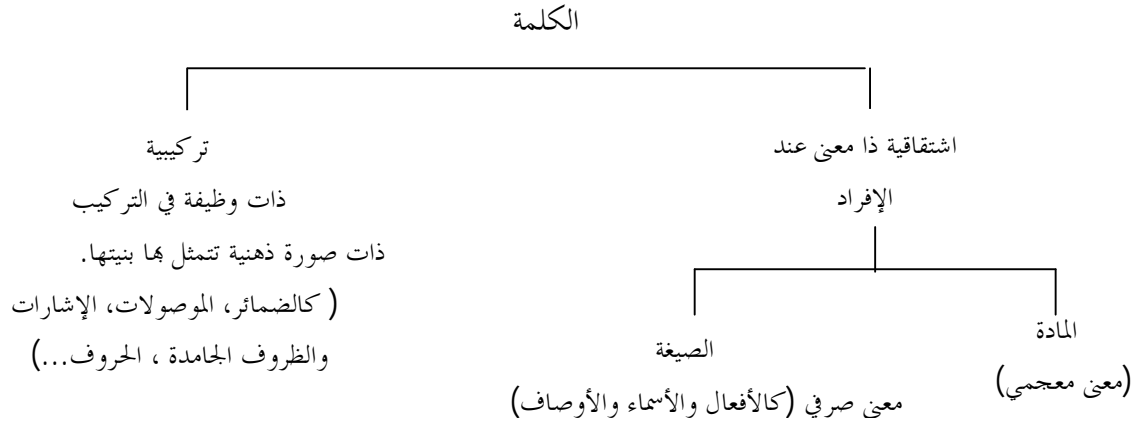 الكلمة
اشتقاقية ذا معنى عند
الإفراد
المادة
(معنى معجمي)
الصيغة
معنى صرفي (كالأفعال والأسماء والأوصاف)
تركيبية
ذات وظيفة في التركيب
ذات صورة ذهنية تتمثل بها بنيتها.
( كالضمائر، الموصولات، الإشارات
والظروف الجامدة ، الحروف...)